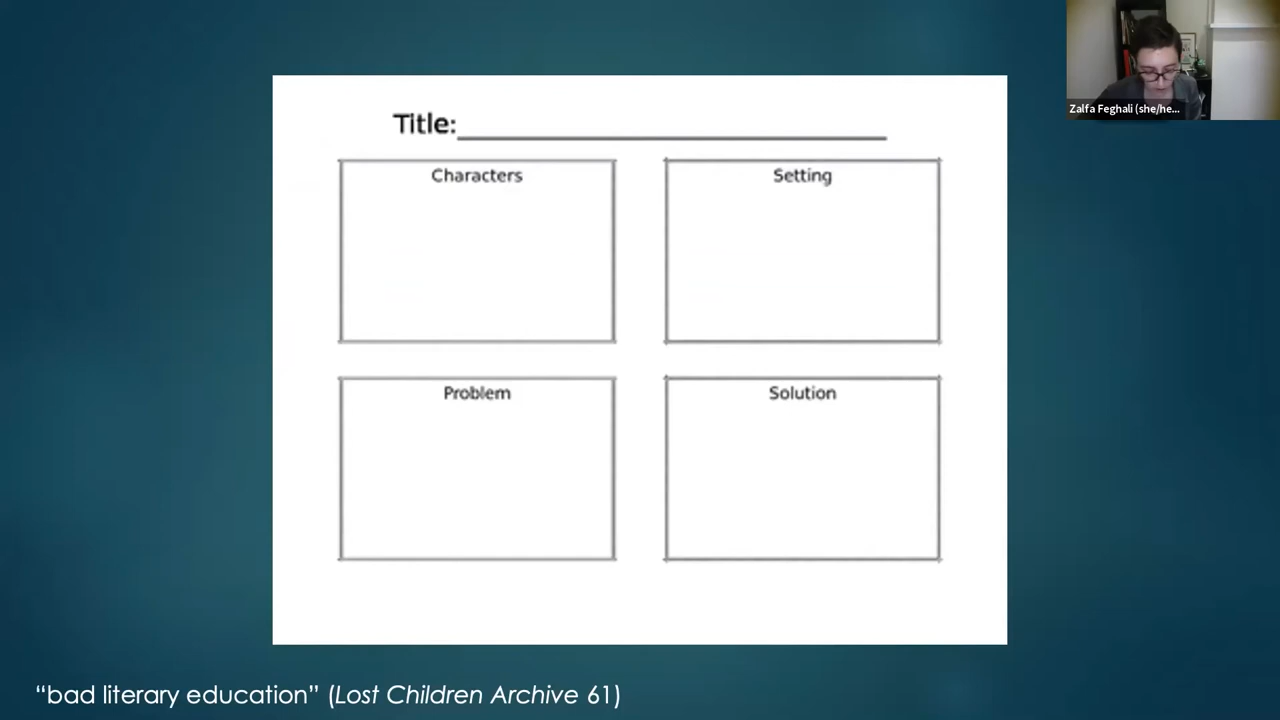 Zalfa Feghali (she/he...
Title:
Characters
Setting
Problem
Solution
“bad literary education” (Lost Children Archive 61)